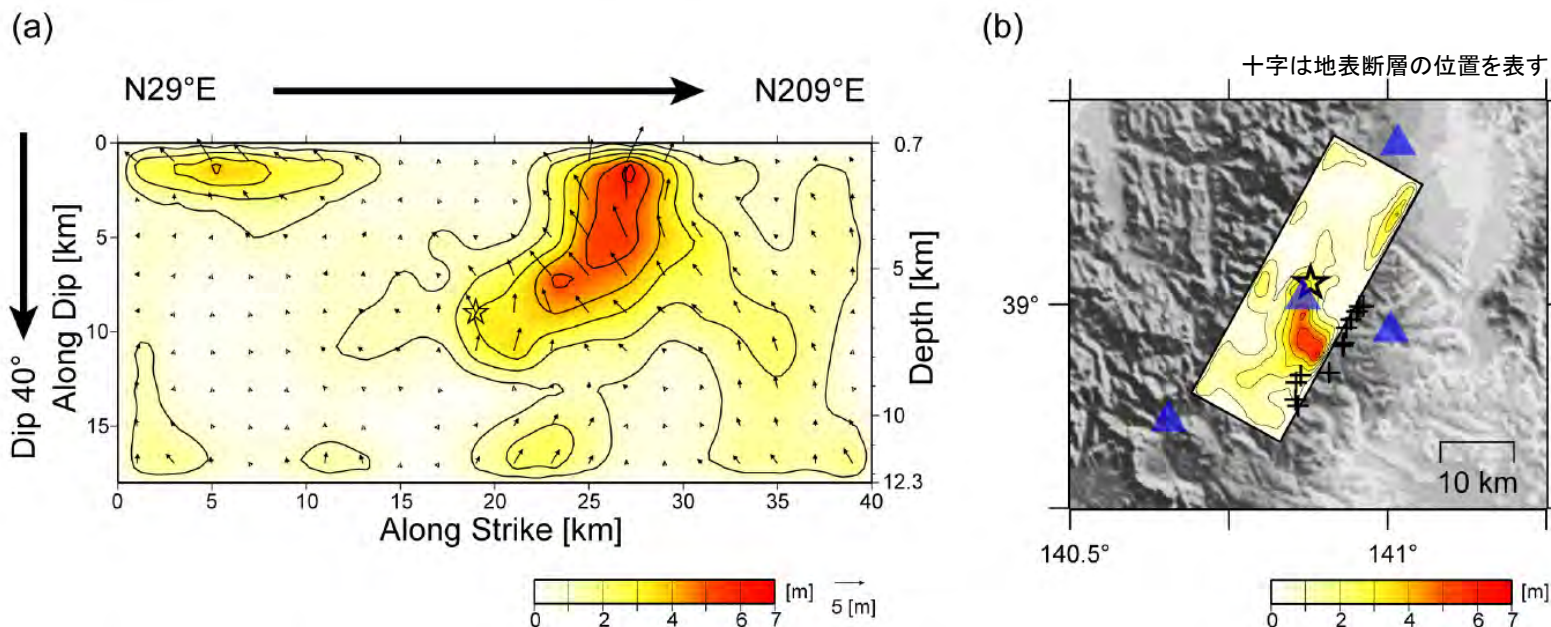 (a)
N29°E
N209°E
Dip 40°
Along Dip [km]
0
5
10
15
0.7
5
10
12.3
Depth [km]
0 5 10 15 20 25 30 35 40
Along Strike [km]
0 2 4 6 7 [m]
5 [m]
(b)
十字は地表断層の位置を表す
39°
10 km
140.5° 141°
0 2 4 6 7 [m]